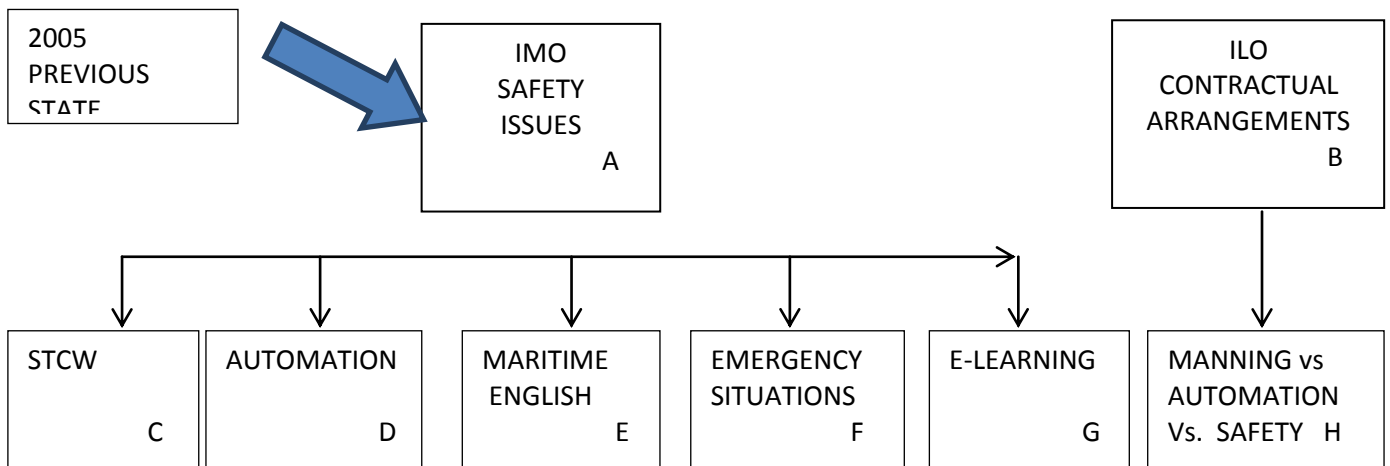 2005
PREVIOUS
STATE
IMO
SAFETY
ISSUES
A
ILO
CONTRACTUAL
ARRANGEMENTS
B
STCW
C
AUTOMATION
D
MARITIME
ENGLISH
E
EMERGENCY
SITUATIONS
F
E-LEARNING
G
MANNING vs
AUTOMATION
Vs. SAFETY H